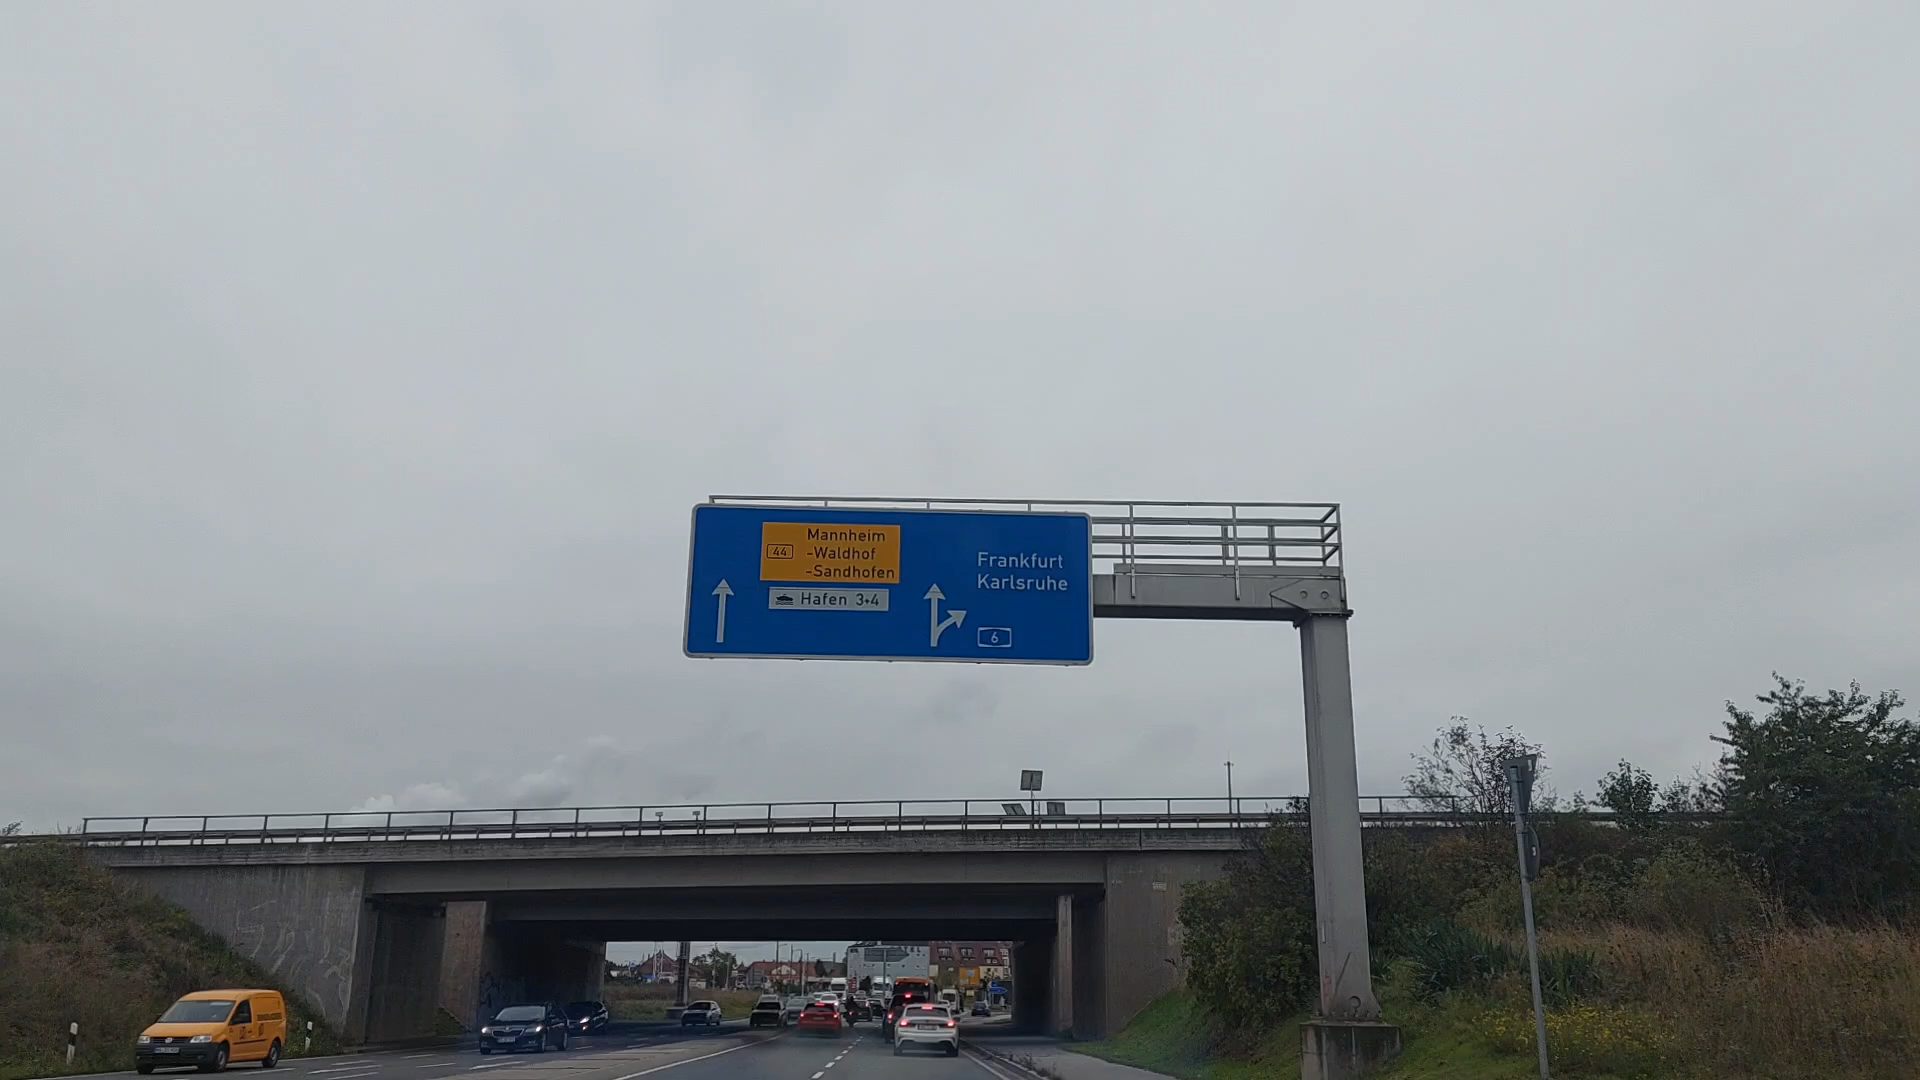 44
Mannheim
-Waldhof
-Sandhofen
Hafen 3+4
Frankfurt
Karlsruhe
6